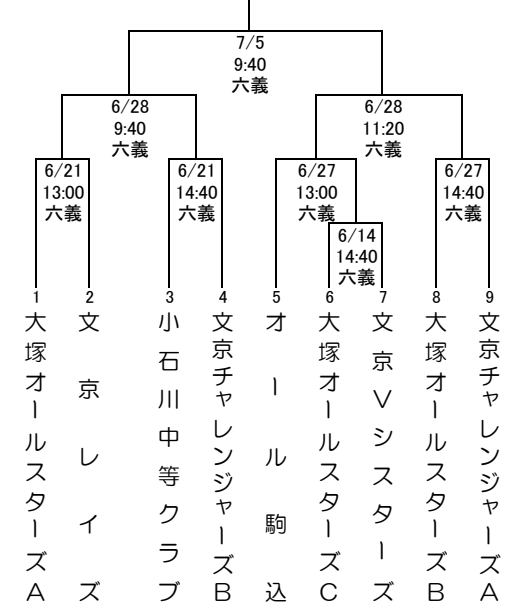 7/5
9:40
六義
6/28
9:40
六義
6/28
11:20
六義
6/21
13:00
六義
6/21
14:40
六義
6/27
13:00
六義
6/27
14:40
六義
6/14
14:40
六義
1
大塚オールスターズA
2
文京レイズ
3
小石川中等クラブ
4
文京チャレンジャーズB
5
オール駒込
6
大塚オールスターズC
7
文京Vシスターズ
8
大塚オールスターズB
9
文京チャレンジャーズA